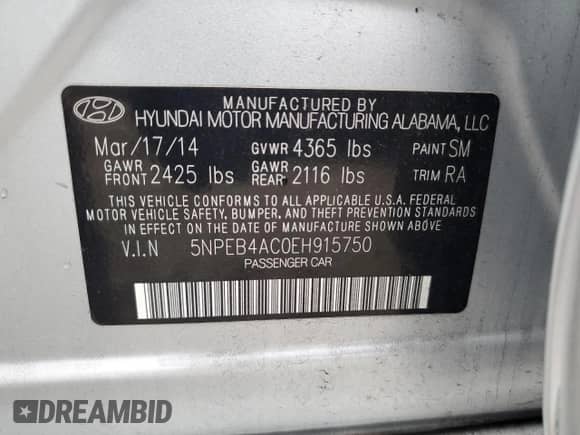 MANUFACTURED BY
HYUNDAI MOTOR MANUFACTURING ALABAMA, LLC
Mar/17/14 GVWR 4365 lbs PAINT SM
GAWR FRONT 2425 lbs GAWR REAR 2116 lbs TRIM RA
THIS VEHICLE CONFORMS TO ALL APPLICABLE U.S.A. FEDERAL
MOTOR VEHICLE SAFETY, BUMPER, AND THEFT PREVENTION STANDARDS
IN EFFECT ON THE DATE OF MANUFACTURE SHOWN ABOVE.
V.I.N 5NPEB4AC0EH915750
PASSENGER CAR
DREAMBID